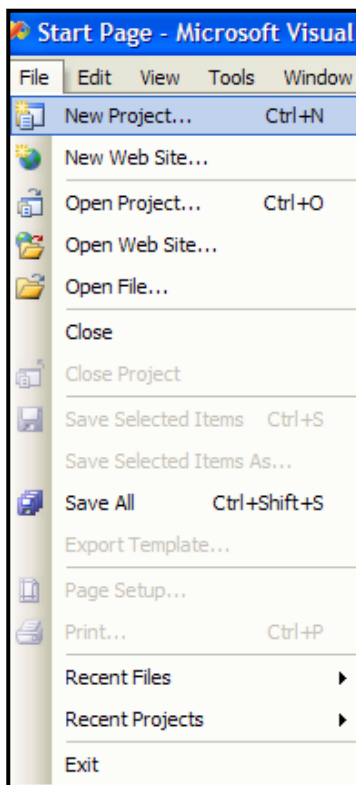 Start Page - Microsoft Visual
File Edit View Tools Window
New Project... Ctrl+N
New Web Site...
Open Project... Ctrl+O
Open Web Site...
Open File...
Close
Close Project
Save Selected Items Ctrl+S
Save Selected Items As...
Save All Ctrl+Shift+S
Export Template...
Page Setup...
Print... Ctrl+P
Recent Files
Recent Projects
Exit